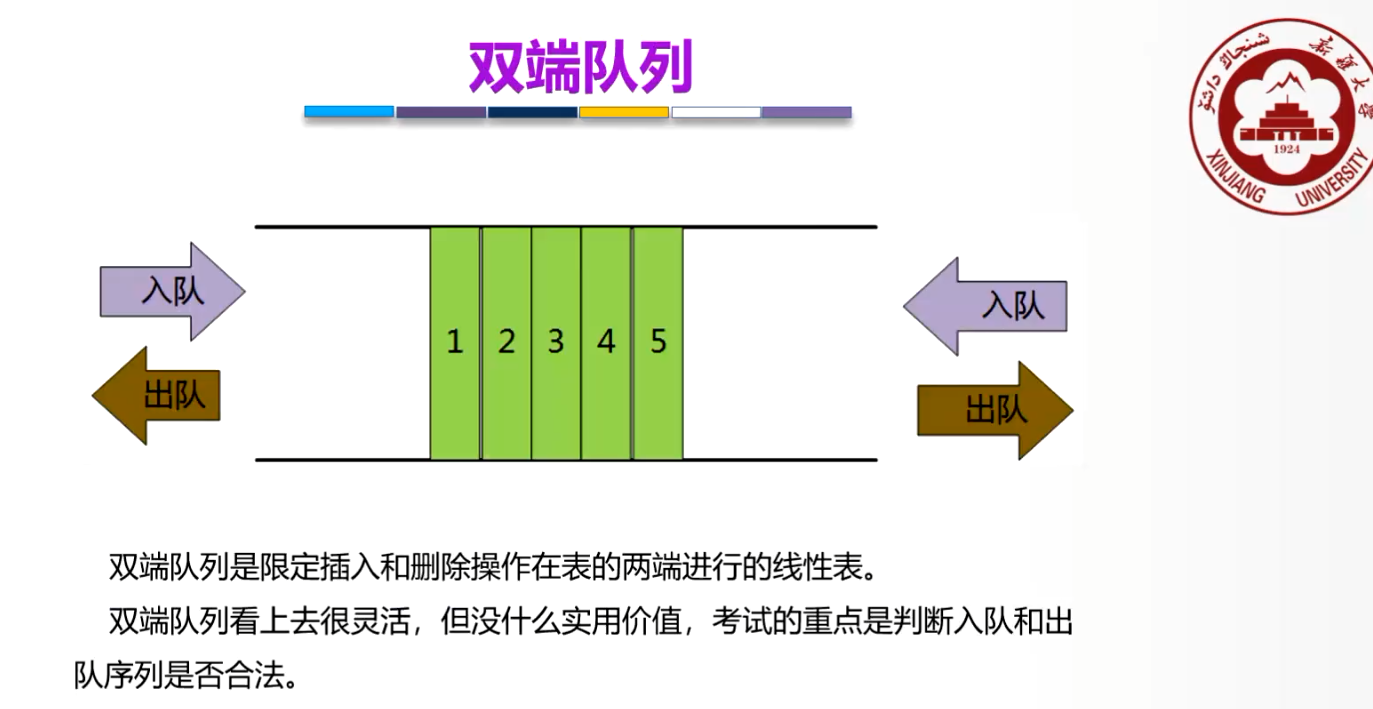 双端队列
شىنجاڭ داشۆ
新疆大学
1924
XINJIANG UNIVERSITY
入队
入队
1 2 3 4 5
出队
出队
双端队列是限定插入和删除操作在表的两端进行的线性表。
双端队列看上去很灵活，但没什么实用价值，考试的重点是判断入队和出
队序列是否合法。